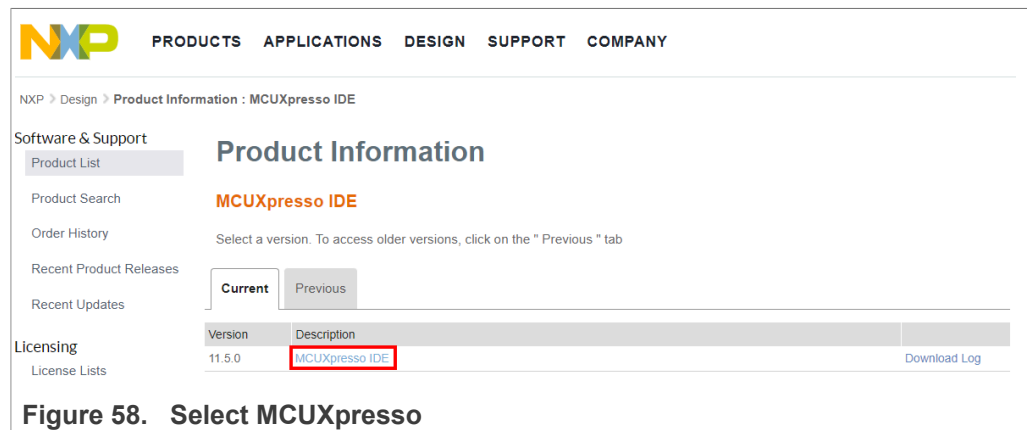 NXP
PRODUCTS APPLICATIONS DESIGN SUPPORT COMPANY
NXP > Design > Product Information : MCUXpresso IDE
Software & Support
Product List
Product Search
Order History
Recent Product Releases
Recent Updates
Licensing
License Lists
Product Information
MCUXpresso IDE
Select a version. To access older versions, click on the " Previous " tab
Current Previous
Version Description
11.5.0 MCUXpresso IDE Download Log
Figure 58. Select MCUXpresso